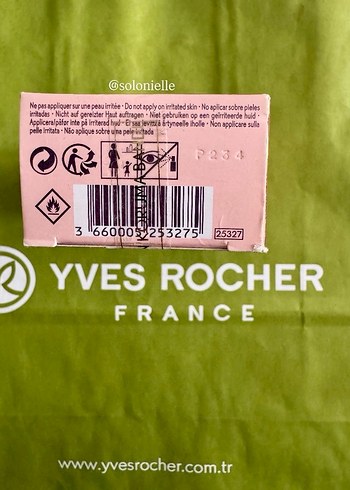 @solonielle
Ne pas appliquer sur une peau irritée • Do not apply on irritated skin • No aplicar sobre pieles
irritadas • Nicht auf gereizter Haut auftragen • Niet gebruiken op een geïrriteerde huid •
Applicera/påfør inte på irriterad hud • Ei saa levittää ärtyneelle iholle • Non applicare sulla
pelle irritata • Não aplique sobre uma pele irritada
P234
3 660005 253275
25327
YVES ROCHER
FRANCE
www.yvesrocher.com.tr